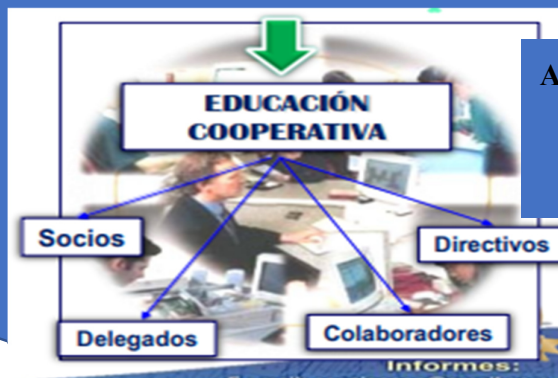 A
EDUCACIÓN
COOPERATIVA
Socios
Directivos
Delegados
Colaboradores
Informes: